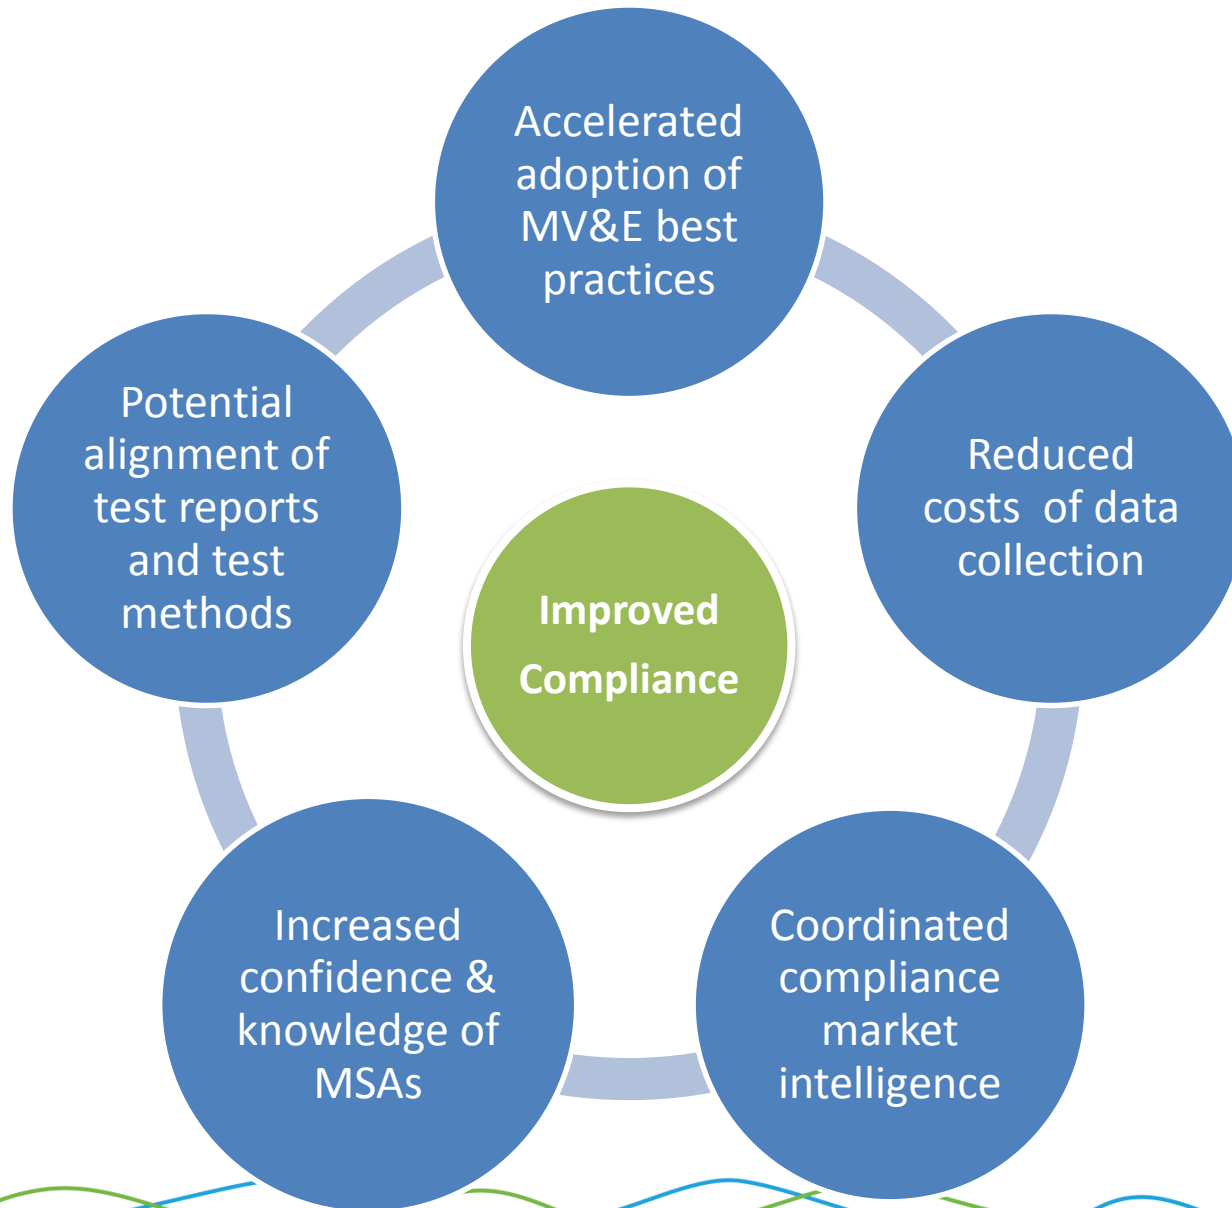 Accelerated
adoption of
MV&E best
practices
Reduced
costs  of data
collection
Coordinated
compliance
market
intelligence
Increased
confidence &
knowledge of
MSAs
Potential
alignment of
test reports
and test
methods
Improved
Compliance